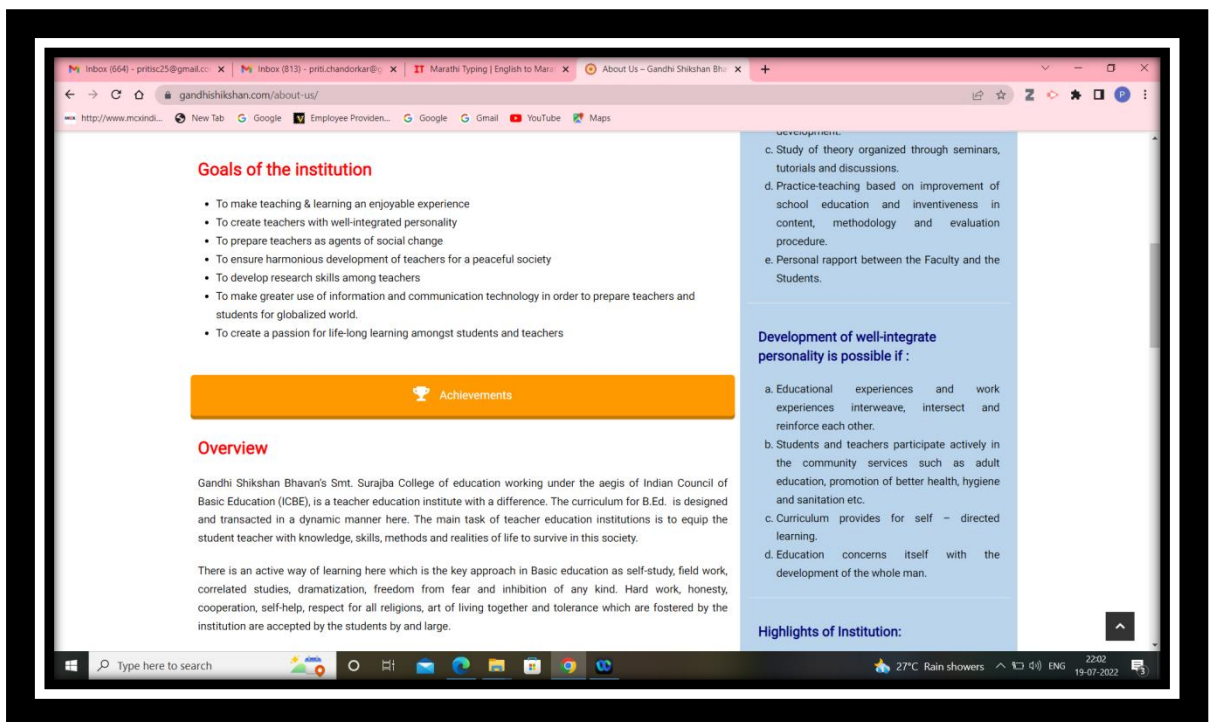 Inbox (664) - pritisc25@gmail.co
Inbox (813) - priti.chandorkar@g
IT Marathi Typing | English to Mara
About Us – Gandhi Shikshan Bha
gandhishikshan.com/about-us/
http://www.mcxindi...
New Tab
Google
Employee Providen...
Google
Gmail
YouTube
Maps
Goals of the institution
• To make teaching & learning an enjoyable experience
• To create teachers with well-integrated personality
• To prepare teachers as agents of social change
• To ensure harmonious development of teachers for a peaceful society
• To develop research skills among teachers
• To make greater use of information and communication technology in order to prepare teachers and
students for globalized world.
• To create a passion for life-long learning amongst students and teachers
Achievements
Overview
Gandhi Shikshan Bhavan's Smt. Surajba College of education working under the aegis of Indian Council of
Basic Education (ICBE), is a teacher education institute with a difference. The curriculum for B.Ed. is designed
and transacted in a dynamic manner here. The main task of teacher education institutions is to equip the
student teacher with knowledge, skills, methods and realities of life to survive in this society.
There is an active way of learning here which is the key approach in Basic education as self-study, field work,
correlated studies, dramatization, freedom from fear and inhibition of any kind. Hard work, honesty,
cooperation, self-help, respect for all religions, art of living together and tolerance which are fostered by the
institution are accepted by the students by and large.
development.
c. Study of theory organized through seminars,
tutorials and discussions.
d. Practice-teaching based on improvement of
school education and inventiveness in
content, methodology and evaluation
procedure.
e. Personal rapport between the Faculty and the
Students.
Development of well-integrate
personality is possible if :
a. Educational experiences and work
experiences interweave, intersect and
reinforce each other.
b. Students and teachers participate actively in
the community services such as adult
education, promotion of better health, hygiene
and sanitation etc.
c. Curriculum provides for self – directed
learning.
d. Education concerns itself with the
development of the whole man.
Highlights of Institution:
Type here to search
27°C Rain showers
ENG
22:02
19-07-2022